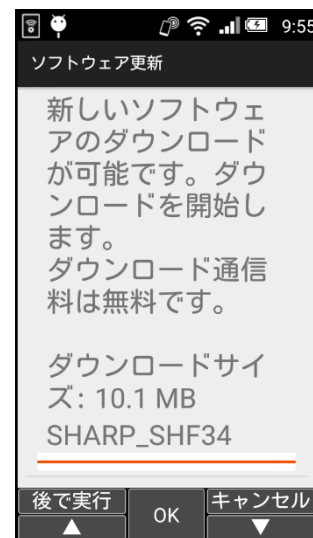 9:55
ソフトウェア更新
新しいソフトウェ
アのダウンロード
が可能です。ダウ
ンロードを開始し
ます。
ダウンロード通信
料は無料です。
ダウンロードサイ
ズ: 10.1 MB
SHARP_SHF34
後で実行 OK キャンセル